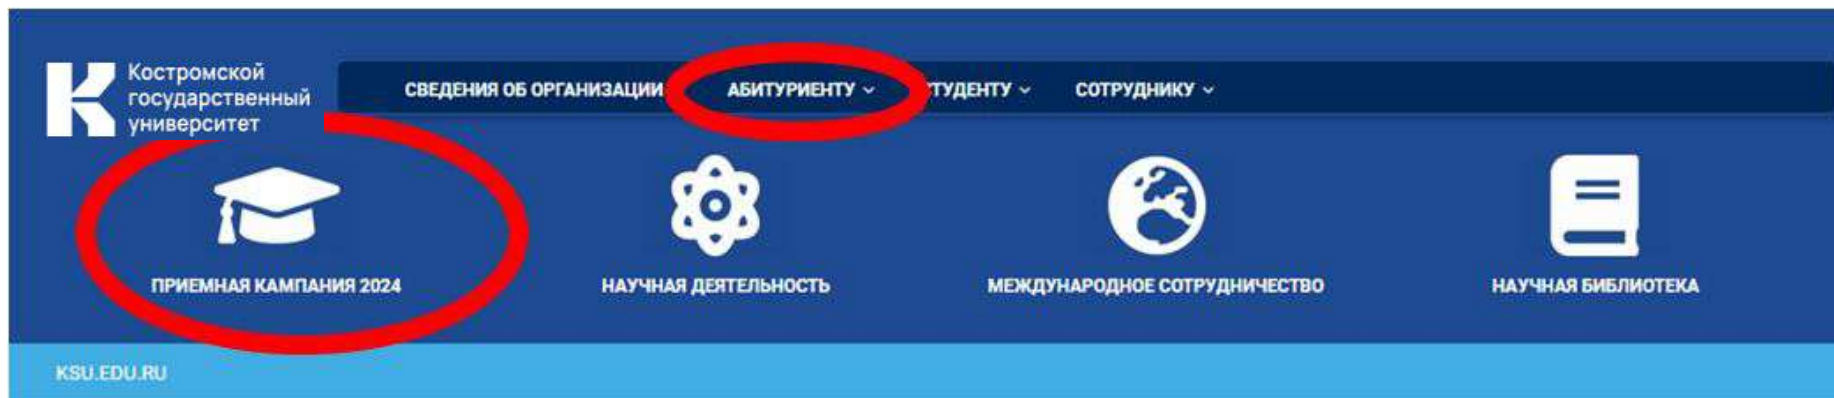 Костромской
государственный
университет
СВЕДЕНИЯ ОБ ОРГАНИЗАЦИИ АБИТУРИЕНТУ ТУДЕНТУ СОТРУДНИКУ
ПРИЕМНАЯ КАМПАНИЯ 2024 НАУЧНАЯ ДЕЯТЕЛЬНОСТЬ МЕЖДУНАРОДНОЕ СОТРУДНИЧЕСТВО НАУЧНАЯ БИБЛИОТЕКА
KSU.EDU.RU